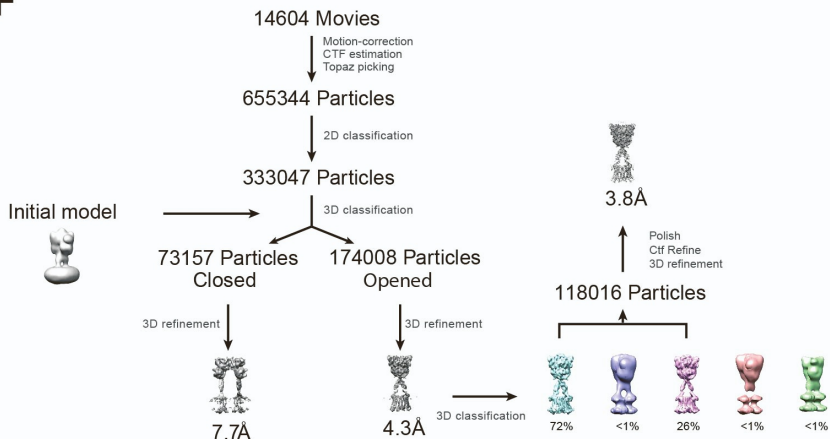 14604 Movies
Motion-correction
CTF estimation
Topaz picking
655344 Particles
2D classification
333047 Particles
3D classification
Initial model
73157 Particles
Closed
174008 Particles
Opened
3D refinement
3D refinement
7.7Å
4.3Å
3D classification
72%
<1%
26%
<1%
<1%
118016 Particles
Polish
Ctf Refine
3D refinement
3.8Å